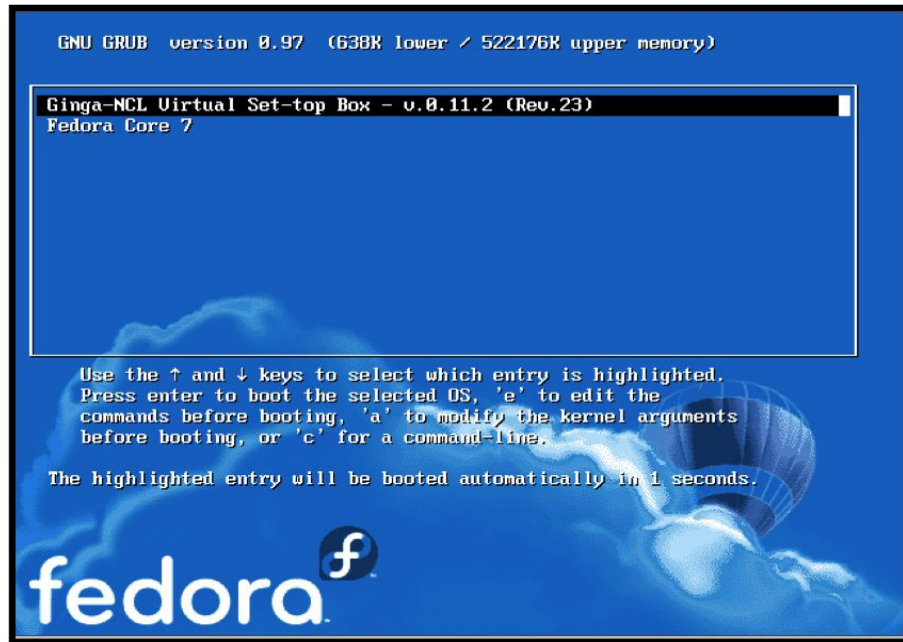 GNU GRUB  version 0.97  (638K lower / 522176K upper memory)
Ginga-NCL Virtual Set-top Box - v.0.11.2 (Rev.23)
Fedora Core 7
Use the ↑ and ↓ keys to select which entry is highlighted.
Press enter to boot the selected OS, 'e' to edit the
commands before booting, 'a' to modify the kernel arguments
before booting, or 'c' for a command-line.
The highlighted entry will be booted automatically in 1 seconds.
fedora